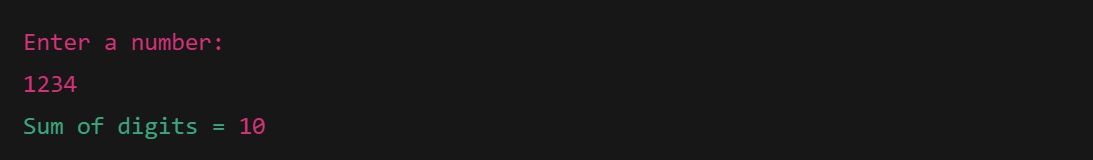 Enter a number:
1234
Sum of digits = 10